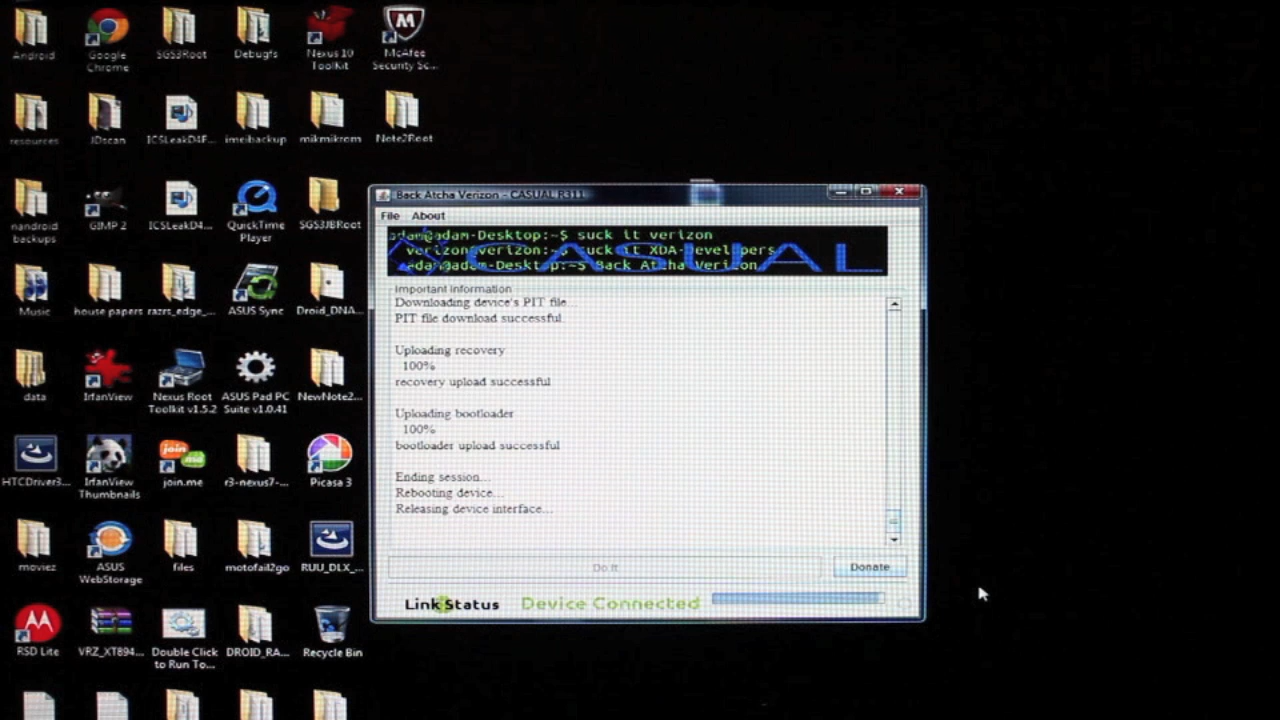 Android
Google
Chrome
SGS3Root
Debugfs
Nexus 10
ToolKit
McAfee
Security Sc...
resources
JDscan
ICSLeakD4F...
imeibackup
mikmikrom
Note2Root
nandroid
backups
GIMP 2
ICSLeakD4...
QuickTime
Player
SGS3JBRoot
Music
house papers
razrs_edge_...
ASUS Sync
Droid_DNA...
data
IrfanView
Nexus Root
Toolkit v1.5.2
ASUS Pad PC
Suite v1.0.41
NewNote2...
HTCDriver3...
IrfanView
Thumbnails
join
me
join.me
r3-nexus7-...
Picasa 3
moviez
ASUS
WebStorage
files
motofail2go
RUU_DLX_...
RSD Lite
VRZ_XT894...
Double Click
to Run To...
DROID_RA...
Recycle Bin
Back Atcha Verizon - CASUAL R311
File About
adam@adam-Desktop:~$ suck it verizon
verizon@verizon:~$ suck it XDA-Developers
adam@adam-Desktop:~$ Back Atcha Verizon
CASUAL
Important Information
Downloading device's PIT file...
PIT file download successful
Uploading recovery
100%
recovery upload successful
Uploading bootloader
100%
bootloader upload successful
Ending session...
Rebooting device...
Releasing device interface...
Do It
Donate
Link Status Device Connected